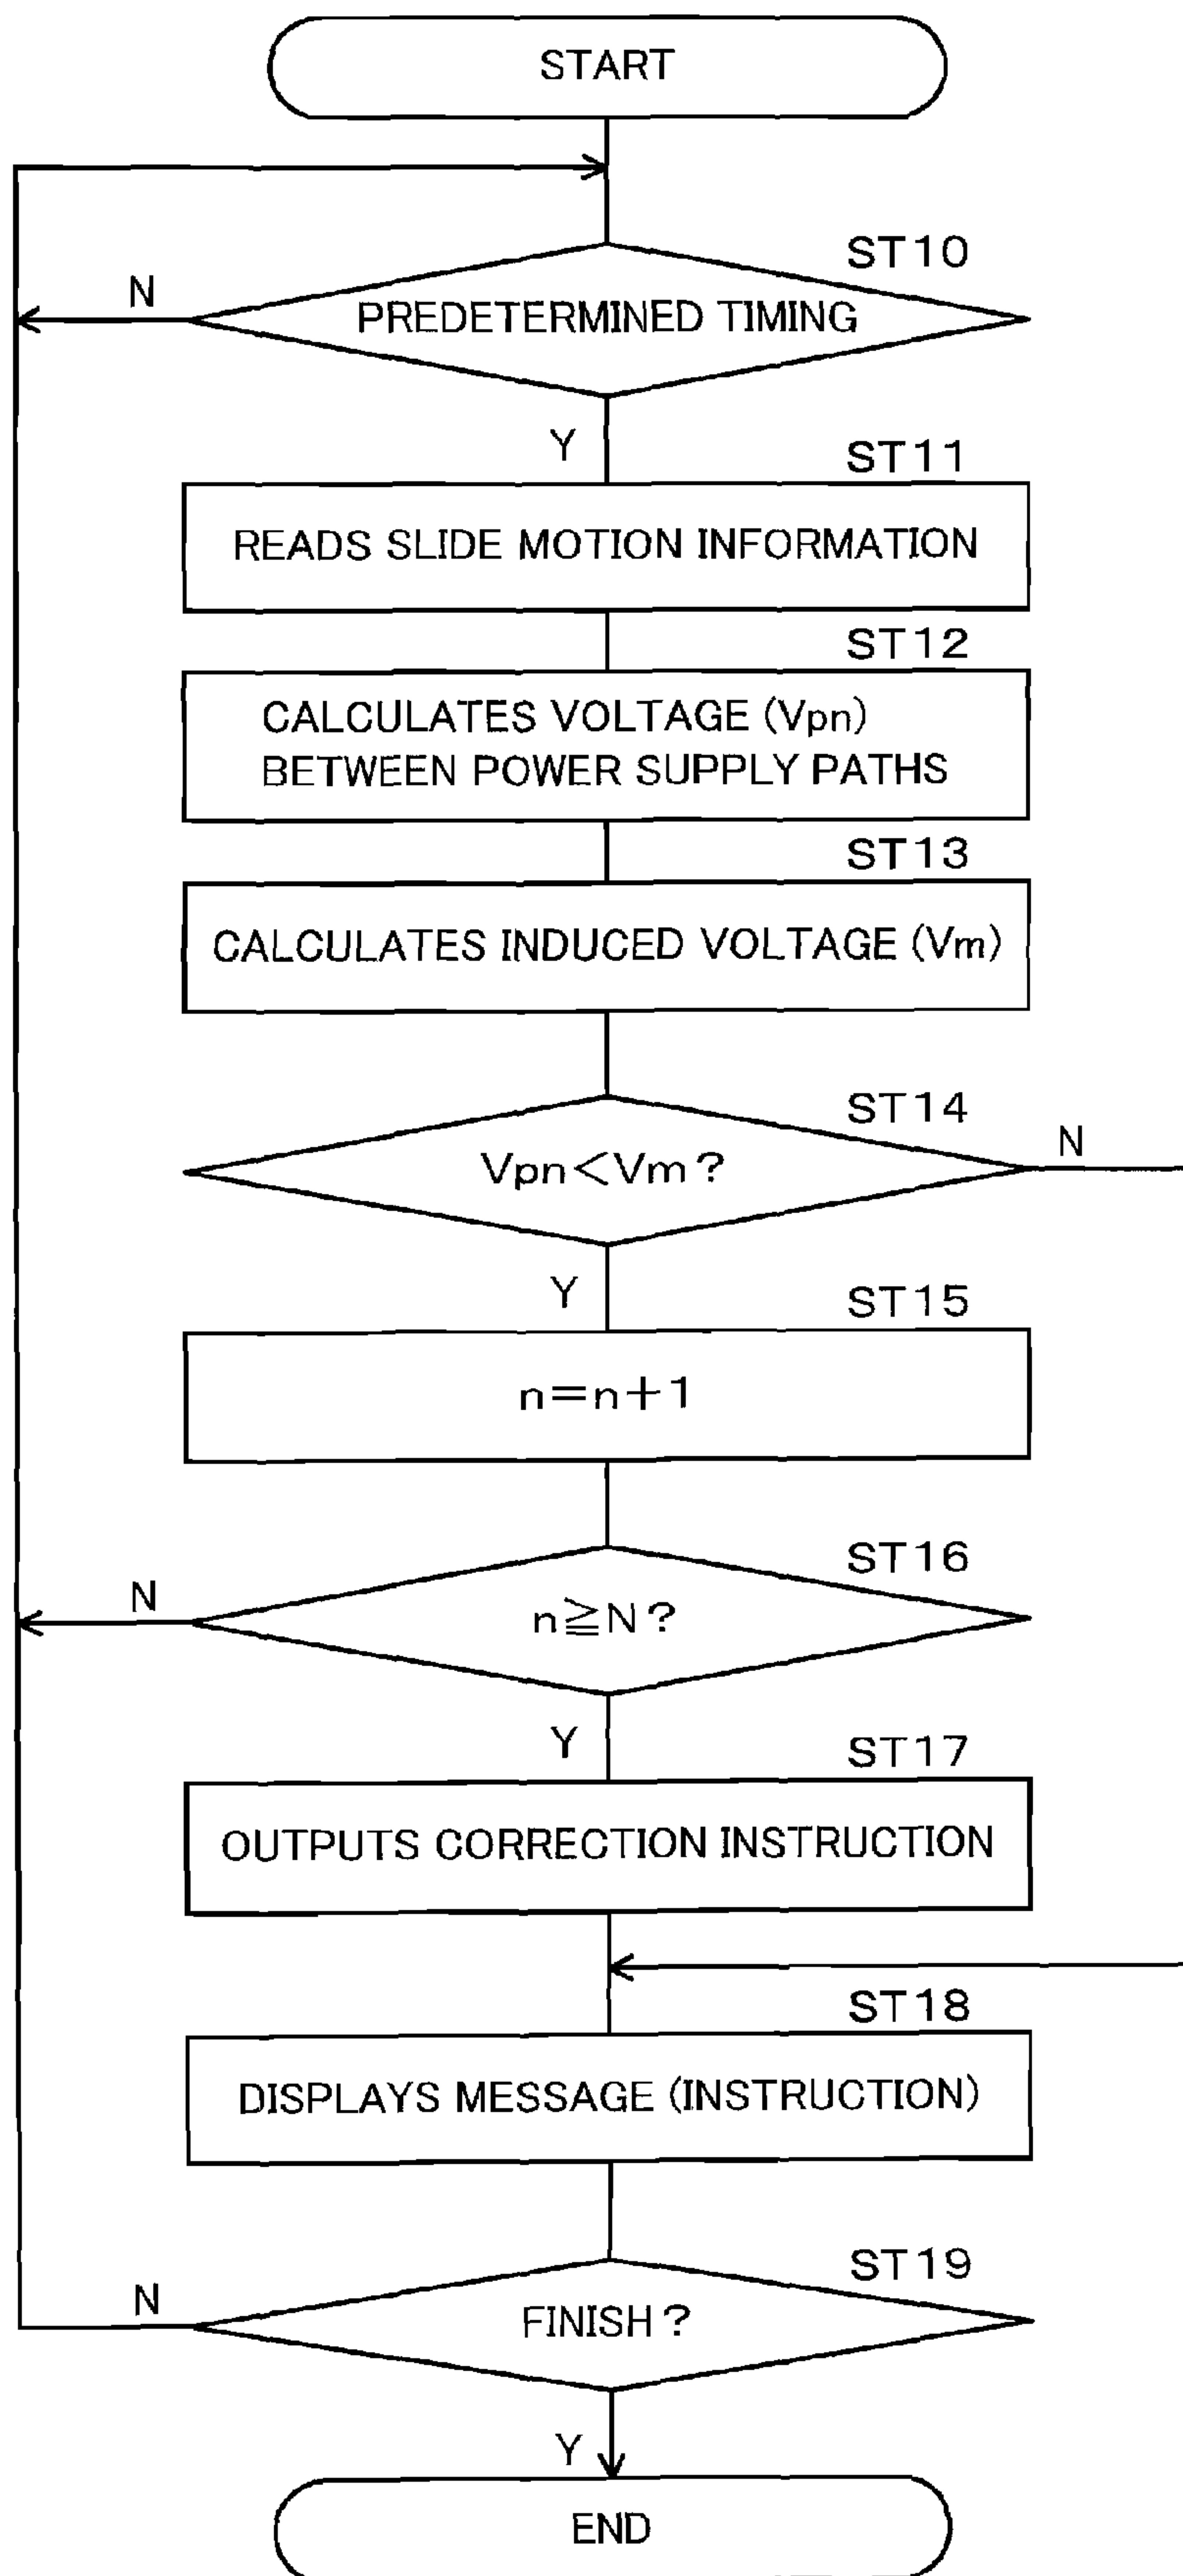 START
ST10
N
PREDETERMINED TIMING
Y
ST11
READS SLIDE MOTION INFORMATION
ST12
CALCULATES VOLTAGE (Vpn)
BETWEEN POWER SUPPLY PATHS
ST13
CALCULATES INDUCED VOLTAGE (Vm)
ST14
N
Vpn<Vm?
Y
ST15
n=n+1
ST16
N
n≧N?
Y
ST17
OUTPUTS CORRECTION INSTRUCTION
ST18
DISPLAYS MESSAGE (INSTRUCTION)
ST19
N
FINISH?
Y
END